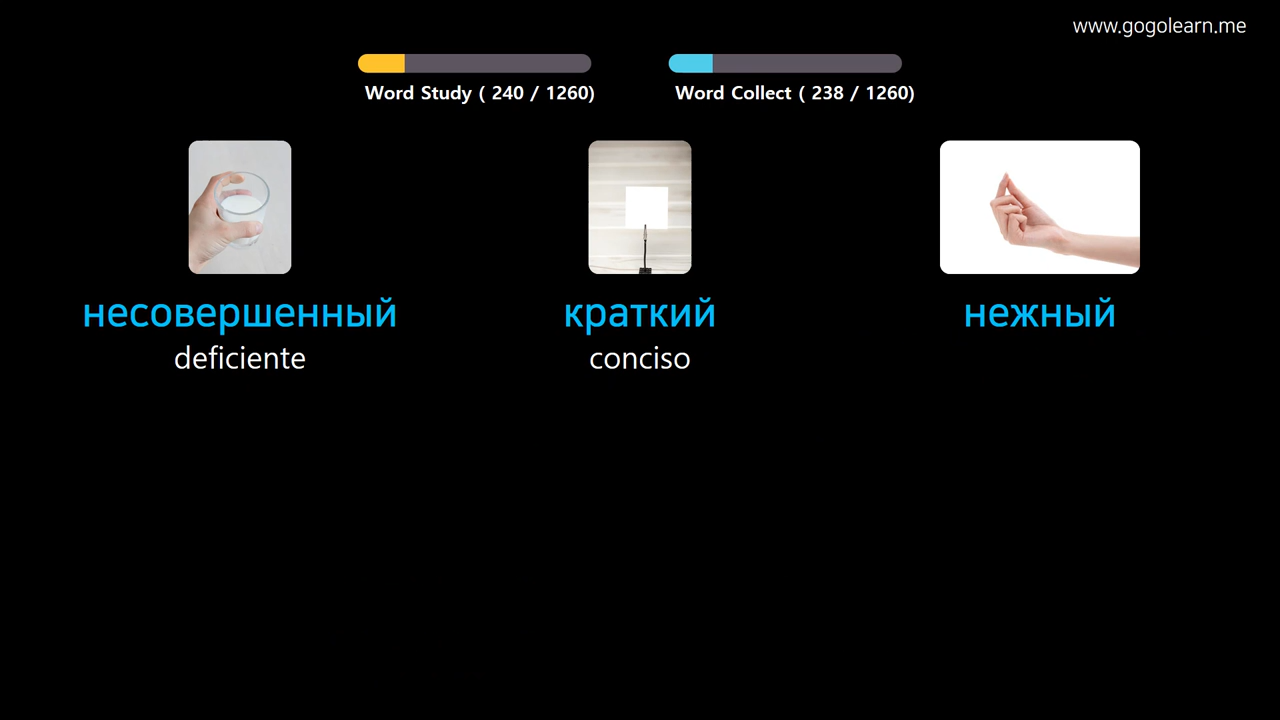 www.gogolearn.me
Word Study ( 240 / 1260)
Word Collect ( 238 / 1260)
несовершенный
deficiente
краткий
conciso
нежный